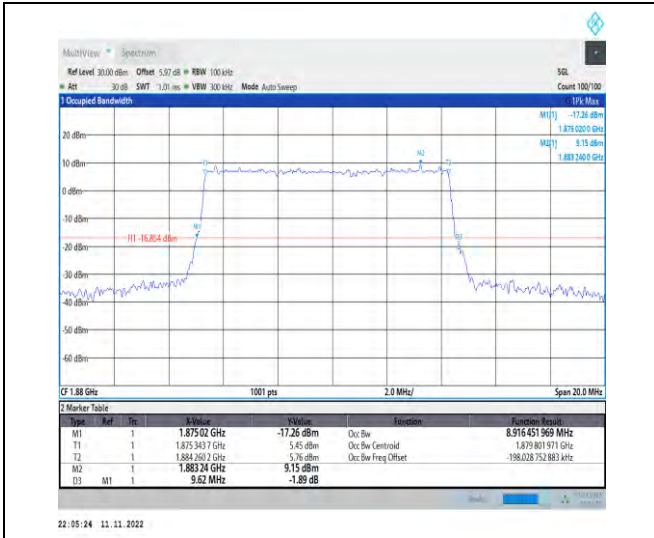 MultiView Spectrum
Ref Level 30.00 dBm Offset 5.97 dB RBW 100 kHz SGL
Att 30 dB SWT 1.01 ms VBW 300 kHz Mode Auto Sweep Count 100/100
1 Occupied Bandwidth 1Pk Max
M1[1] -17.26 dBm
1.875 020 0 GHz
M2[1] 9.15 dBm
1.883 240 0 GHz
20 dBm
M2
10 dBm
T1 T2
0 dBm
-10 dBm
M1
H1 -16.854 dBm
D3
-20 dBm
-30 dBm
-40 dBm
-50 dBm
-60 dBm
CF 1.88 GHz 1001 pts 2.0 MHz/ Span 20.0 MHz
2 Marker Table
Type Ref Trc X-Value Y-Value Function Function Result
M1 1 1.875 02 GHz -17.26 dBm Occ Bw 8.916 451 969 MHz
T1 1 1.875 343 7 GHz 5.45 dBm Occ Bw Centroid 1.879 801 971 GHz
T2 1 1.884 260 2 GHz 5.76 dBm Occ Bw Freq Offset -198.028 752 883 kHz
M2 1 1.883 24 GHz 9.15 dBm
D3 M1 1 9.62 MHz -1.89 dB
22:05:24 11.11.2022